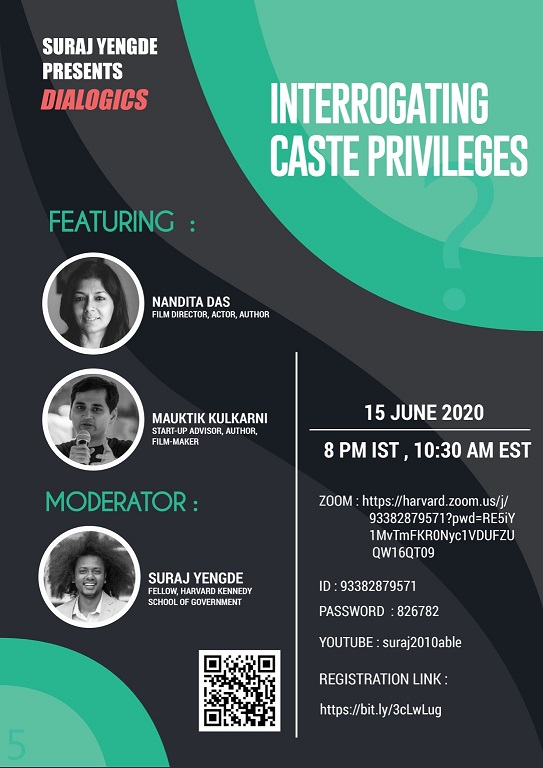 SURAJ YENGDE
PRESENTS
DIALOGICS
INTERROGATING
CASTE PRIVILEGES
?
FEATURING :
NANDITA DAS
FILM DIRECTOR, ACTOR, AUTHOR
MAUKTIK KULKARNI
START-UP ADVISOR, AUTHOR,
FILM-MAKER
MODERATOR :
SURAJ YENGDE
FELLOW, HARVARD KENNEDY
SCHOOL OF GOVERNMENT
15 JUNE 2020
8 PM IST , 10:30 AM EST
ZOOM : https://harvard.zoom.us/j/
93382879571?pwd=RE5iY
1MvTmFKR0Nyc1VDUFZU
QW16QT09
ID : 93382879571
PASSWORD : 826782
YOUTUBE : suraj2010able
REGISTRATION LINK :
https://bit.ly/3cLwLug
5